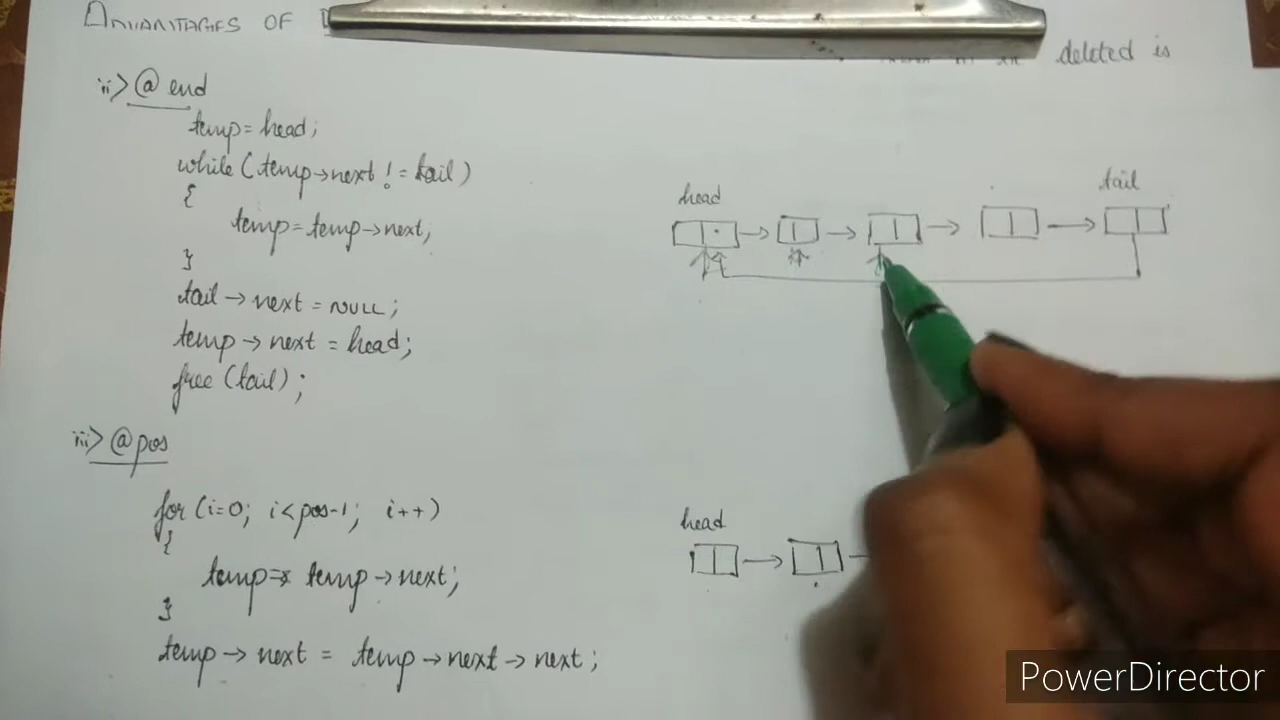 ADVANTAGES OF
deleted is
ii> @ end
temp = head;
while (temp→next != tail)
{
temp = temp→next;
}
tail → next = NULL;
temp → next = head;
free (tail);
iii> @ pos
for (i=0; i<pos-1; i++)
{
temp = temp → next;
}
temp → next = temp → next → next;
head
tail
head
PowerDirector